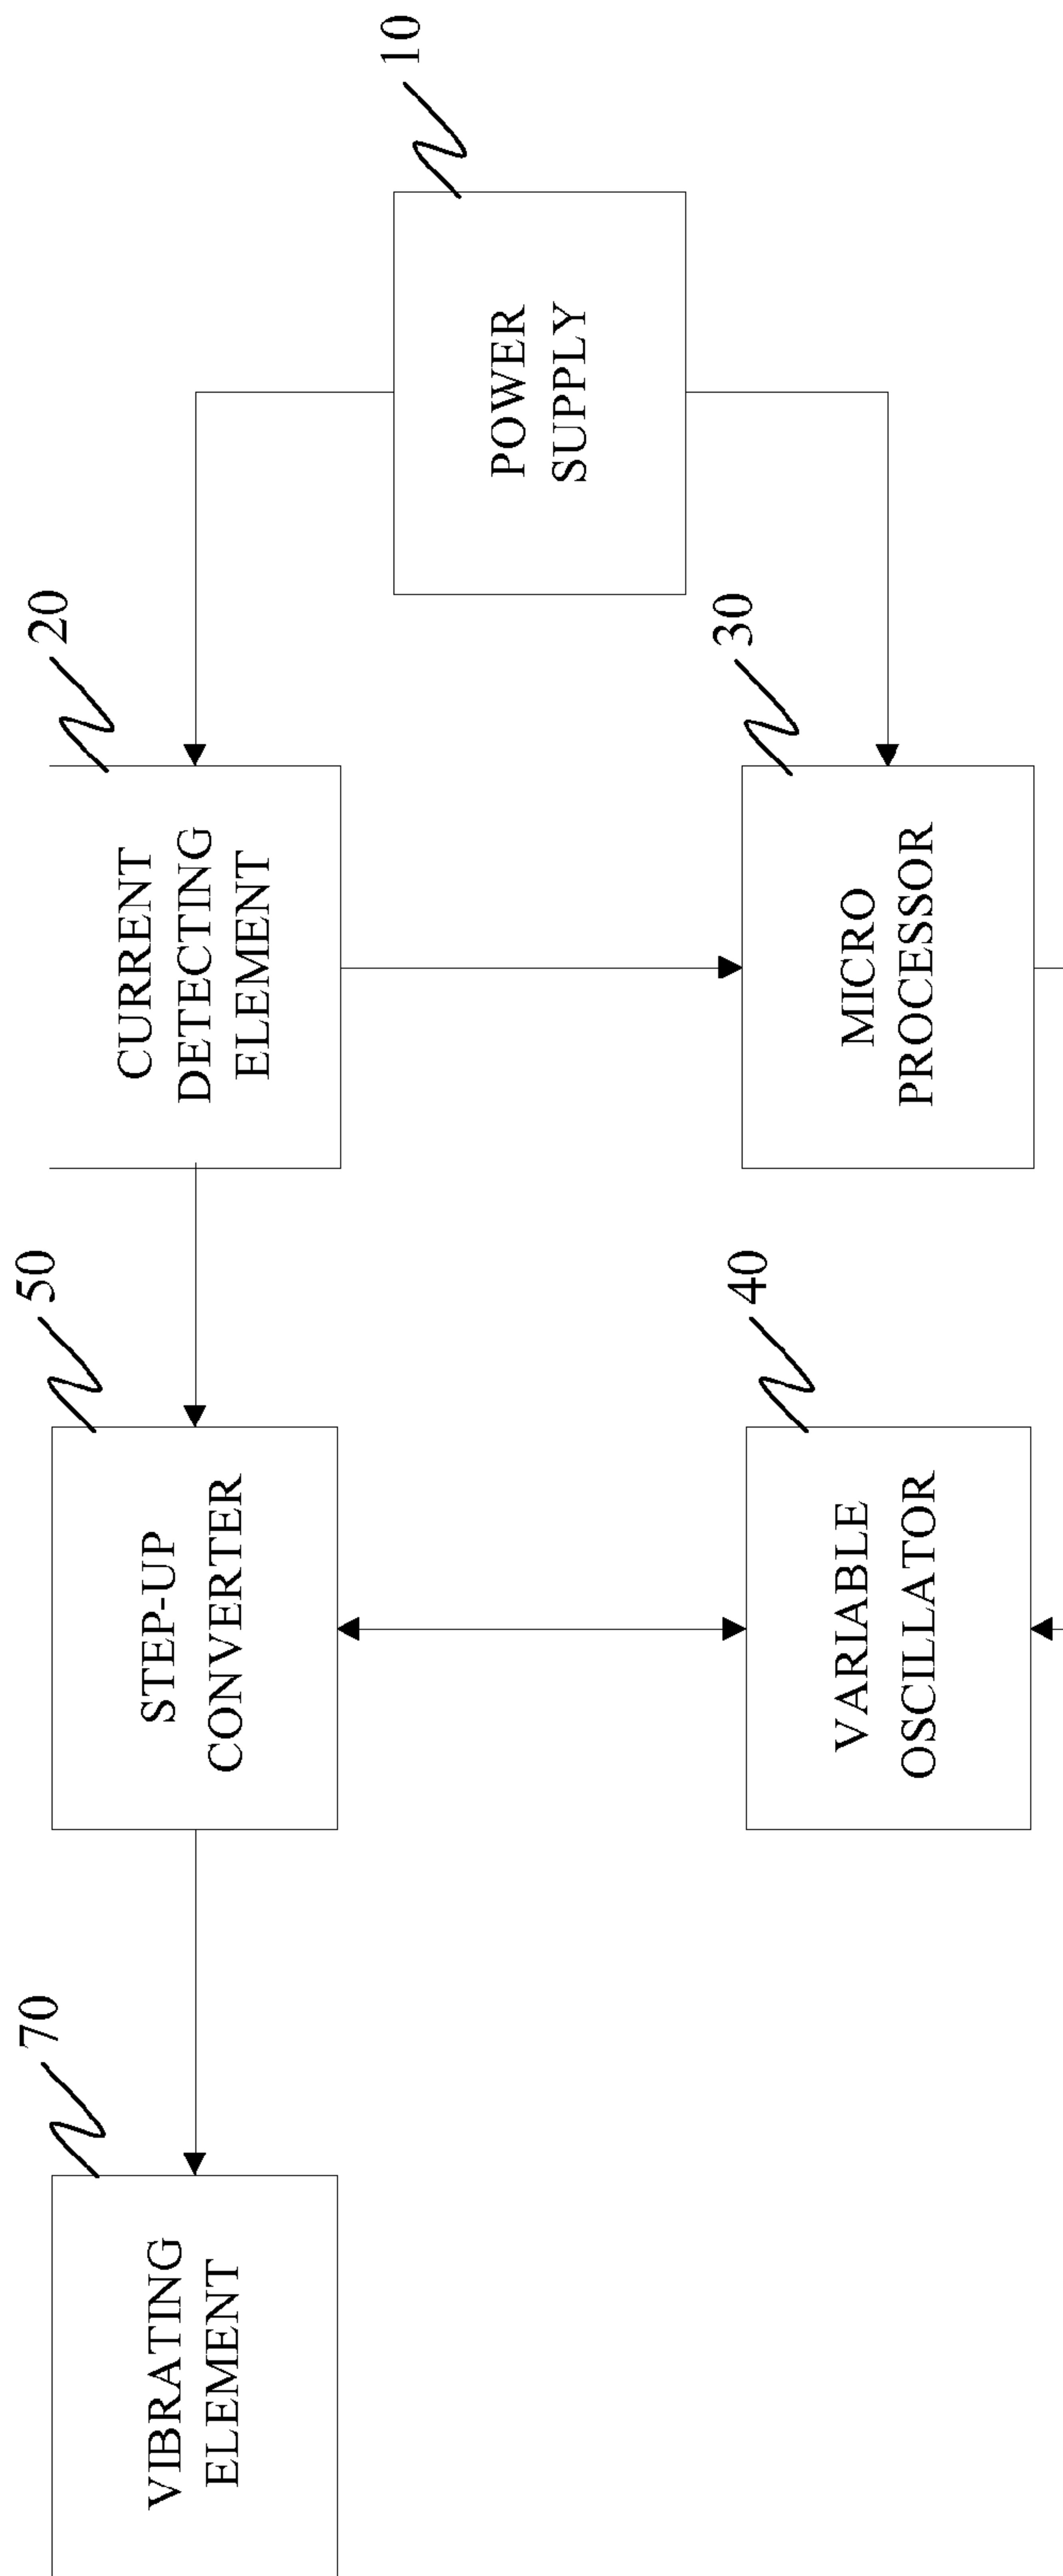 10
POWER
SUPPLY
20
CURRENT
DETECTING
ELEMENT
30
MICRO
PROCESSOR
50
STEP-UP
CONVERTER
40
VARIABLE
OSCILLATOR
70
VIBRATING
ELEMENT